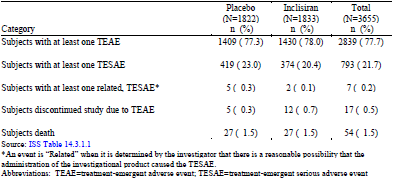 Placebo Inclisiran Total
(N=1822) (N=1833) (N=3655)
Category n (%) n (%) n (%)
Subjects with at least one TEAE 1409 ( 77.3) 1430 ( 78.0) 2839 ( 77.7)
Subjects with at least one TESAE 419 ( 23.0) 374 ( 20.4) 793 ( 21.7)
Subjects with at least one related, TESAE* 5 ( 0.3) 2 ( 0.1) 7 ( 0.2)
Subjects discontinued study due to TEAE 5 ( 0.3) 12 ( 0.7) 17 ( 0.5)
Subjects death 27 ( 1.5) 27 ( 1.5) 54 ( 1.5)
Source: ISS Table 14.3.1.1
*An event is "Related" when it is determined by the investigator that there is a reasonable possibility that the
administration of the investigational product caused the TESAE.
Abbreviations: TEAE=treatment-emergent adverse event; TESAE=treatment-emergent serious adverse event